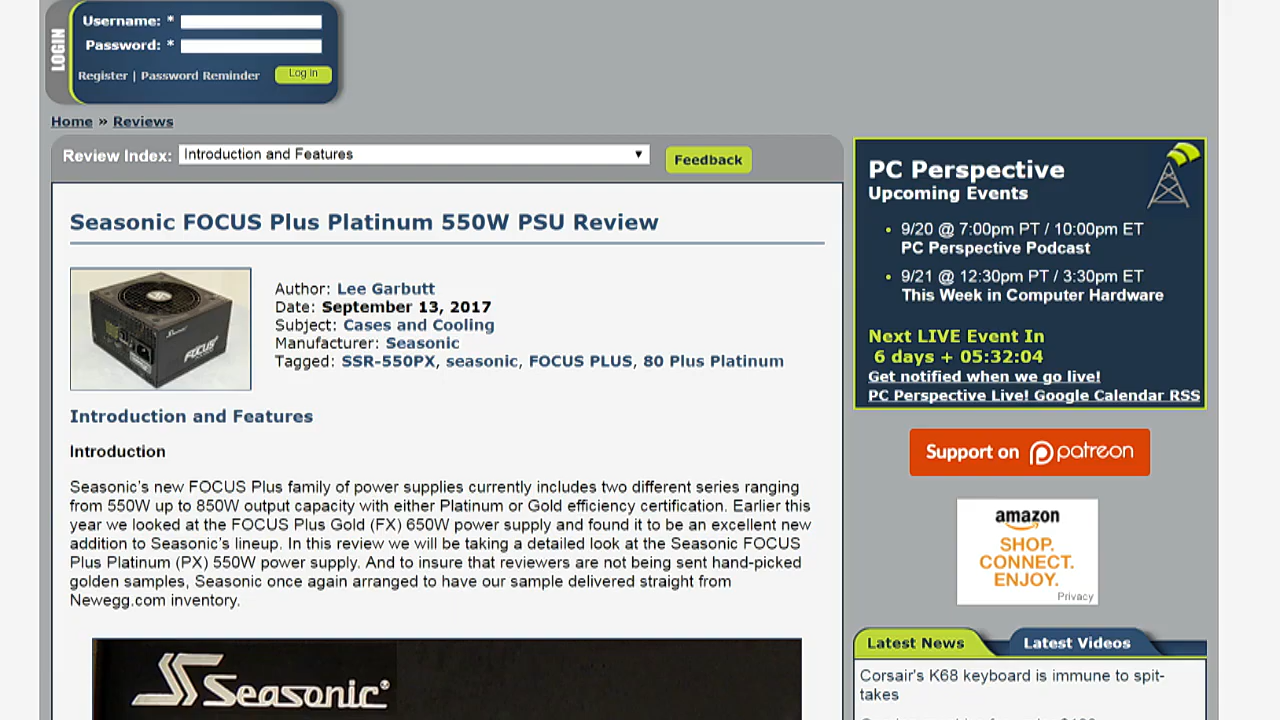 LOGIN
Username: *
Password: *
Register | Password Reminder
Log in
Home » Reviews
Review Index:
Introduction and Features
Feedback
Seasonic FOCUS Plus Platinum 550W PSU Review
Author: Lee Garbutt
Date: September 13, 2017
Subject: Cases and Cooling
Manufacturer: Seasonic
Tagged: SSR-550PX, seasonic, FOCUS PLUS, 80 Plus Platinum
Seasonic
FOCUS
Introduction and Features
Introduction
Seasonic's new FOCUS Plus family of power supplies currently includes two different series ranging
from 550W up to 850W output capacity with either Platinum or Gold efficiency certification. Earlier this
year we looked at the FOCUS Plus Gold (FX) 650W power supply and found it to be an excellent new
addition to Seasonic's lineup. In this review we will be taking a detailed look at the Seasonic FOCUS
Plus Platinum (PX) 550W power supply. And to insure that reviewers are not being sent hand-picked
golden samples, Seasonic once again arranged to have our sample delivered straight from
Newegg.com inventory.
Seasonic®
PC Perspective
Upcoming Events
• 9/20 @ 7:00pm PT / 10:00pm ET
PC Perspective Podcast
• 9/21 @ 12:30pm PT / 3:30pm ET
This Week in Computer Hardware
Next LIVE Event In
6 days + 05:32:04
Get notified when we go live!
PC Perspective Live! Google Calendar RSS
Support on patreon
amazon
SHOP.
CONNECT.
ENJOY.
Privacy
Latest News
Latest Videos
Corsair's K68 keyboard is immune to spit-
takes